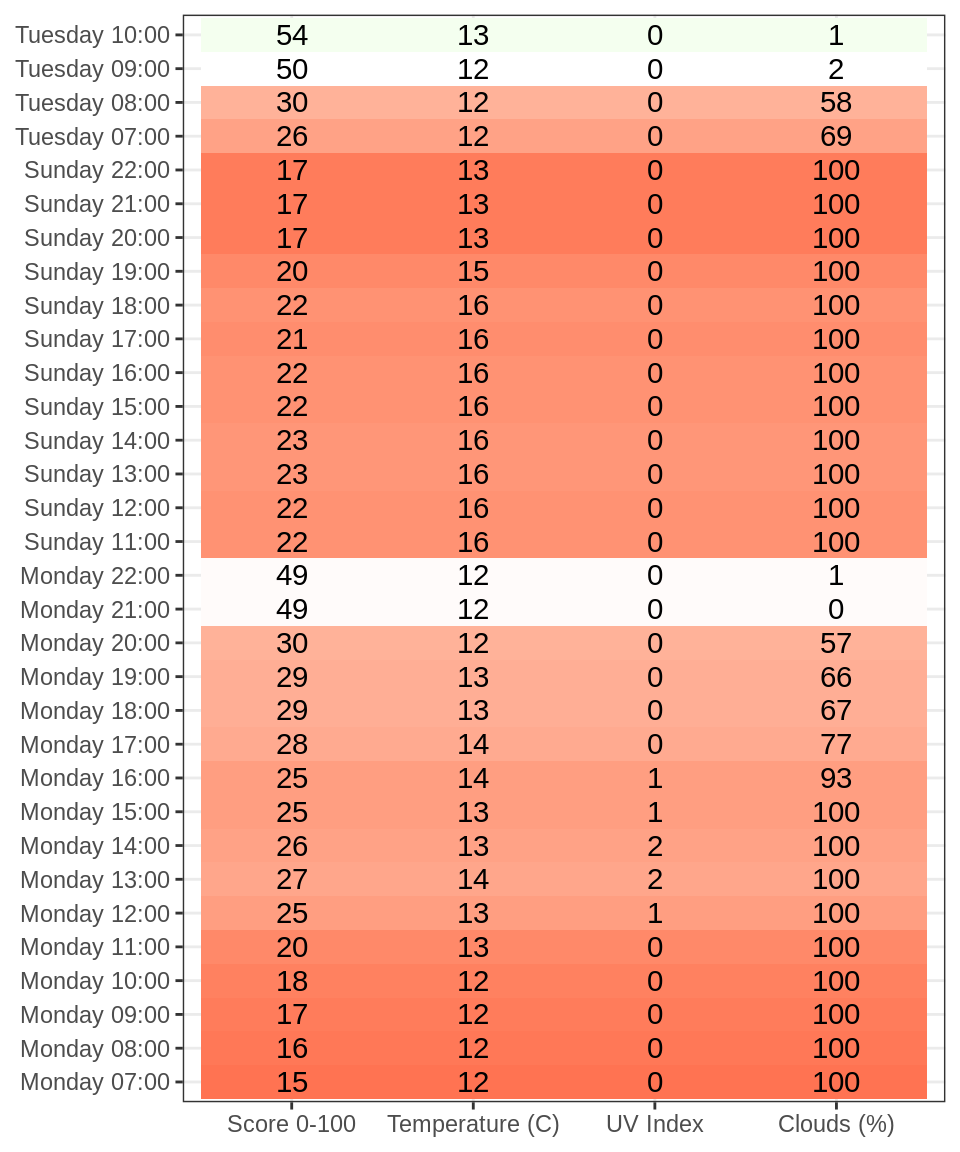 Tuesday 10:00 54 13 0 1
Tuesday 09:00 50 12 0 2
Tuesday 08:00 30 12 0 58
Tuesday 07:00 26 12 0 69
Sunday 22:00 17 13 0 100
Sunday 21:00 17 13 0 100
Sunday 20:00 17 13 0 100
Sunday 19:00 20 15 0 100
Sunday 18:00 22 16 0 100
Sunday 17:00 21 16 0 100
Sunday 16:00 22 16 0 100
Sunday 15:00 22 16 0 100
Sunday 14:00 23 16 0 100
Sunday 13:00 23 16 0 100
Sunday 12:00 22 16 0 100
Sunday 11:00 22 16 0 100
Monday 22:00 49 12 0 1
Monday 21:00 49 12 0 0
Monday 20:00 30 12 0 57
Monday 19:00 29 13 0 66
Monday 18:00 29 13 0 67
Monday 17:00 28 14 0 77
Monday 16:00 25 14 1 93
Monday 15:00 25 13 1 100
Monday 14:00 26 13 2 100
Monday 13:00 27 14 2 100
Monday 12:00 25 13 1 100
Monday 11:00 20 13 0 100
Monday 10:00 18 12 0 100
Monday 09:00 17 12 0 100
Monday 08:00 16 12 0 100
Monday 07:00 15 12 0 100
Score 0-100 Temperature (C) UV Index Clouds (%)